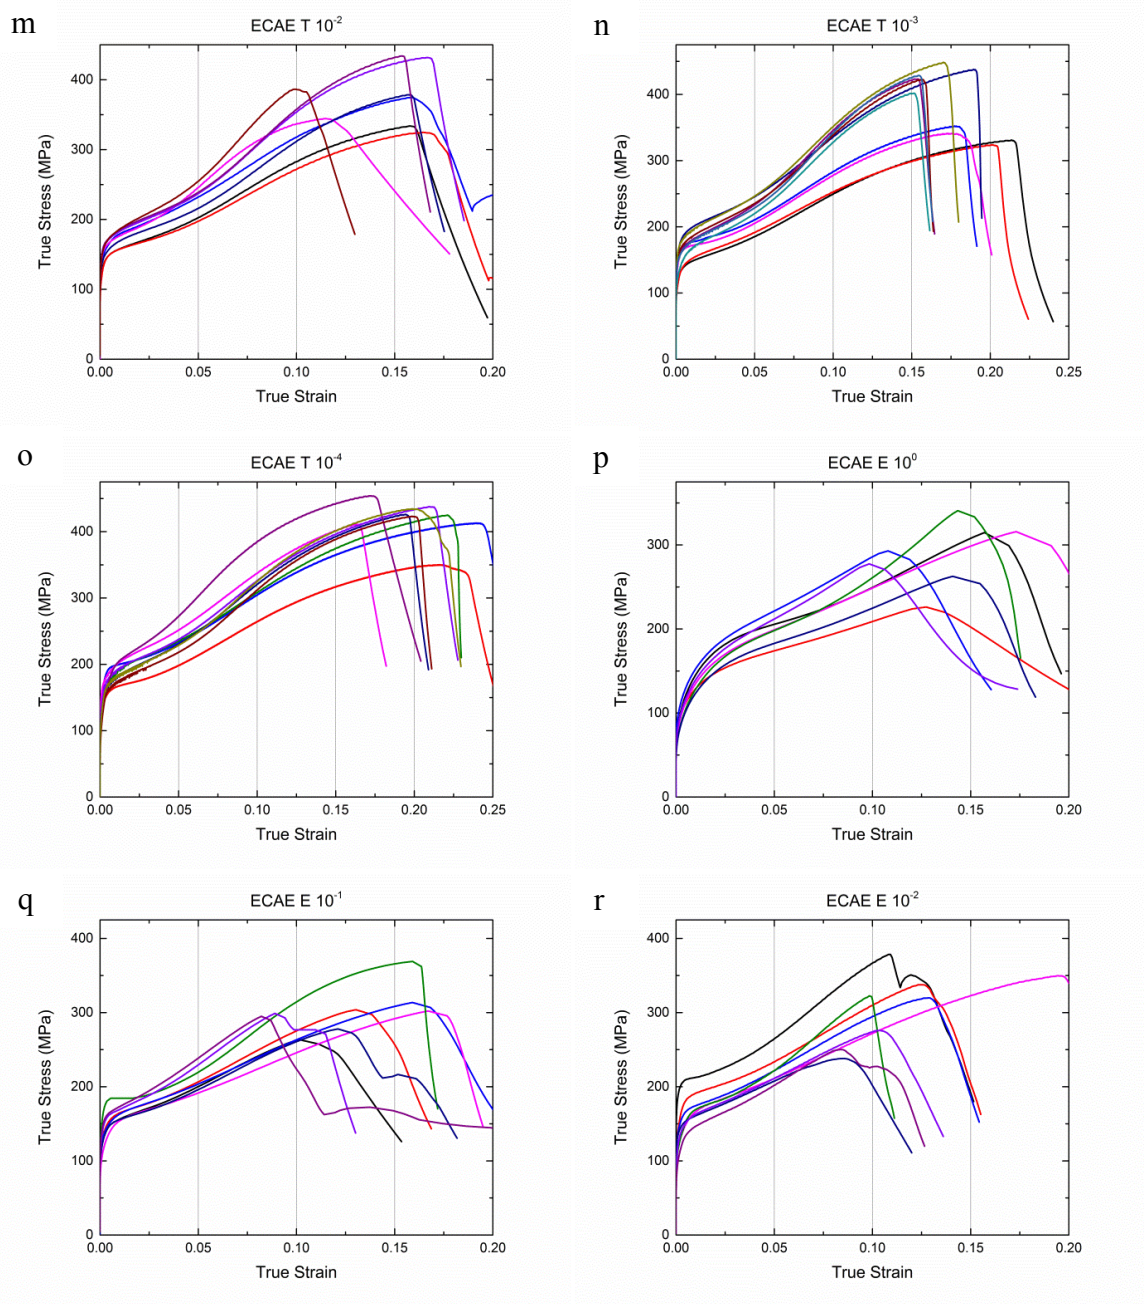 m
ECAE T 10⁻²
400
300
200
100
0
0.00 0.05 0.10 0.15 0.20
True Strain
True Stress (MPa)
n
ECAE T 10⁻³
400
300
200
100
0
0.00 0.05 0.10 0.15 0.20 0.25
True Strain
True Stress (MPa)
o
ECAE T 10⁻⁴
400
300
200
100
0
0.00 0.05 0.10 0.15 0.20 0.25
True Strain
True Stress (MPa)
p
ECAE E 10⁰
300
200
100
0
0.00 0.05 0.10 0.15 0.20
True Strain
True Stress (MPa)
q
ECAE E 10⁻¹
400
300
200
100
0
0.00 0.05 0.10 0.15 0.20
True Strain
True Stress (MPa)
r
ECAE E 10⁻²
400
300
200
100
0
0.00 0.05 0.10 0.15 0.20
True Strain
True Stress (MPa)